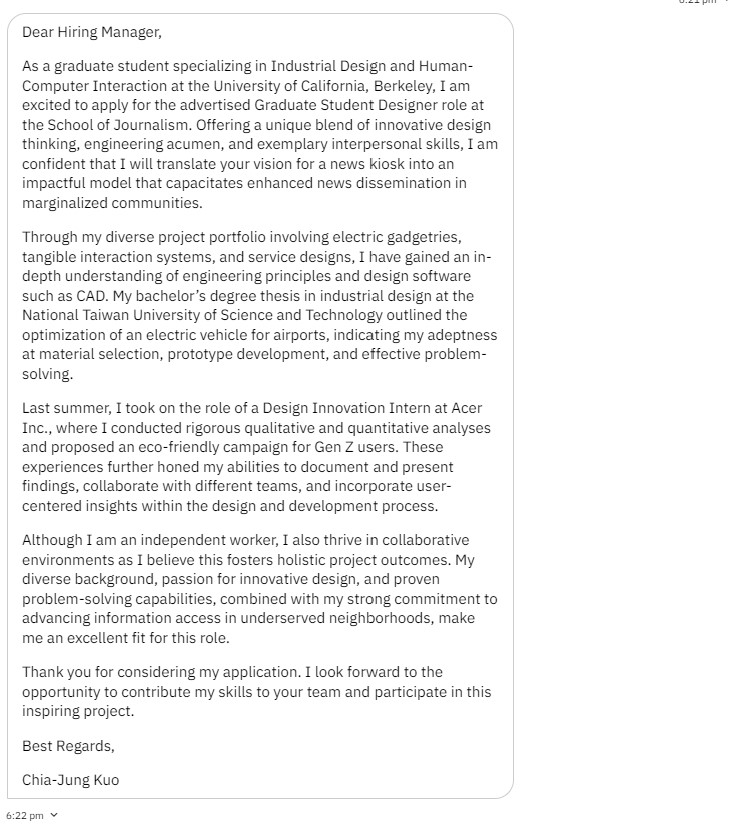 Dear Hiring Manager,
As a graduate student specializing in Industrial Design and Human-
Computer Interaction at the University of California, Berkeley, I am
excited to apply for the advertised Graduate Student Designer role at
the School of Journalism. Offering a unique blend of innovative design
thinking, engineering acumen, and exemplary interpersonal skills, I am
confident that I will translate your vision for a news kiosk into an
impactful model that capacitates enhanced news dissemination in
marginalized communities.
Through my diverse project portfolio involving electric gadgetries,
tangible interaction systems, and service designs, I have gained an in-
depth understanding of engineering principles and design software
such as CAD. My bachelor's degree thesis in industrial design at the
National Taiwan University of Science and Technology outlined the
optimization of an electric vehicle for airports, indicating my adeptness
at material selection, prototype development, and effective problem-
solving.
Last summer, I took on the role of a Design Innovation Intern at Acer
Inc., where I conducted rigorous qualitative and quantitative analyses
and proposed an eco-friendly campaign for Gen Z users. These
experiences further honed my abilities to document and present
findings, collaborate with different teams, and incorporate user-
centered insights within the design and development process.
Although I am an independent worker, I also thrive in collaborative
environments as I believe this fosters holistic project outcomes. My
diverse background, passion for innovative design, and proven
problem-solving capabilities, combined with my strong commitment to
advancing information access in underserved neighborhoods, make
me an excellent fit for this role.
Thank you for considering my application. I look forward to the
opportunity to contribute my skills to your team and participate in this
inspiring project.
Best Regards,
Chia-Jung Kuo
6:22 pm